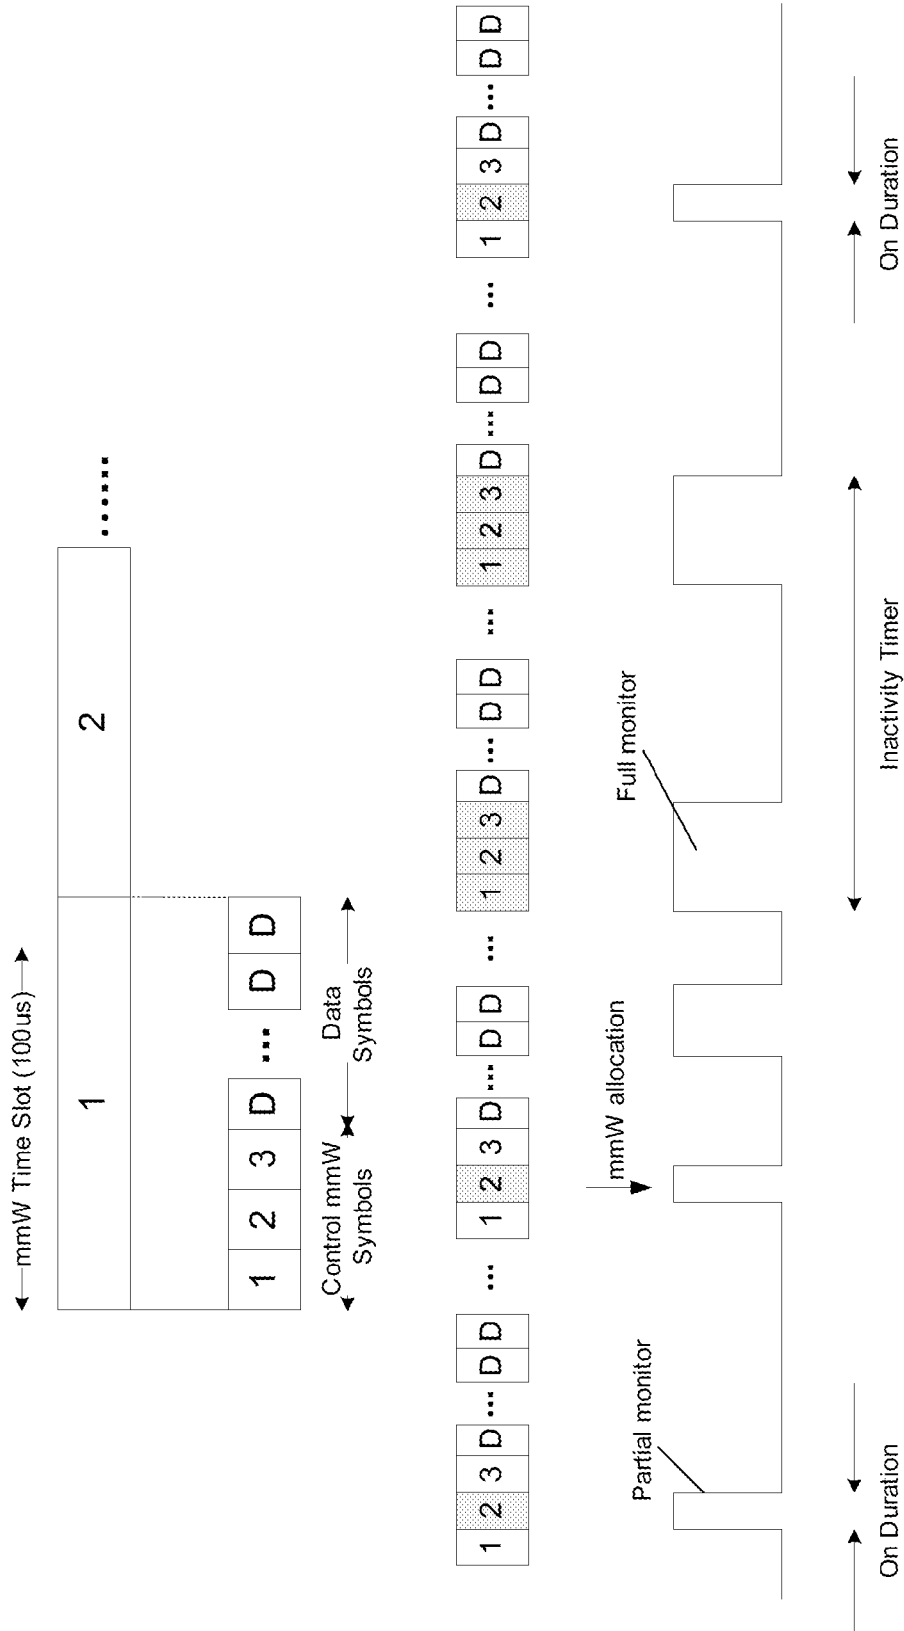 mmW Time Slot (100us)
1 2 ......
1 2 3 D ... D D
Control mmW
Symbols
Data
Symbols
1 2 3 D ... D D ... 1 2 3 D ... D D ... 1 2 3 D ... D D ... 1 2 3 D ... D D ... 1 2 3 D ... D D
Partial monitor
mmW allocation
Full monitor
On Duration
Inactivity Timer
On Duration